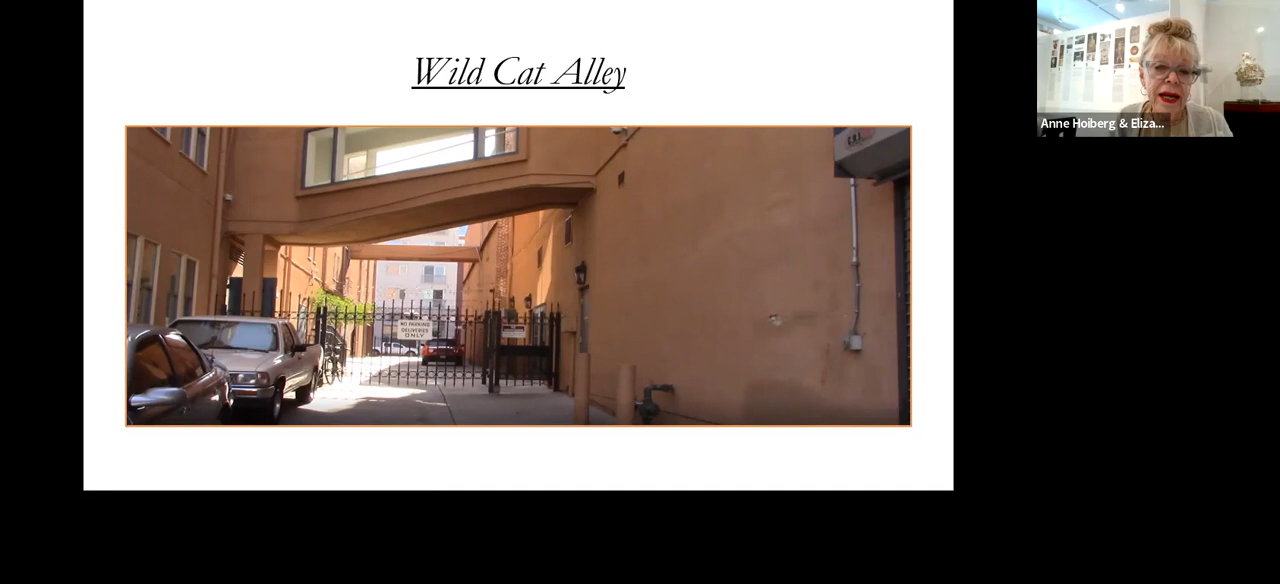 Wild Cat Alley
NO PARKING
DELIVERIES
ONLY
Anne Hoiberg & Eliza...